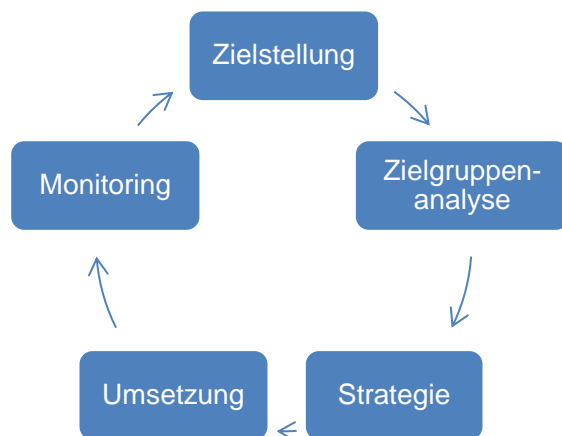 Zielstellung
Zielgruppen-
analyse
Strategie
Umsetzung
Monitoring